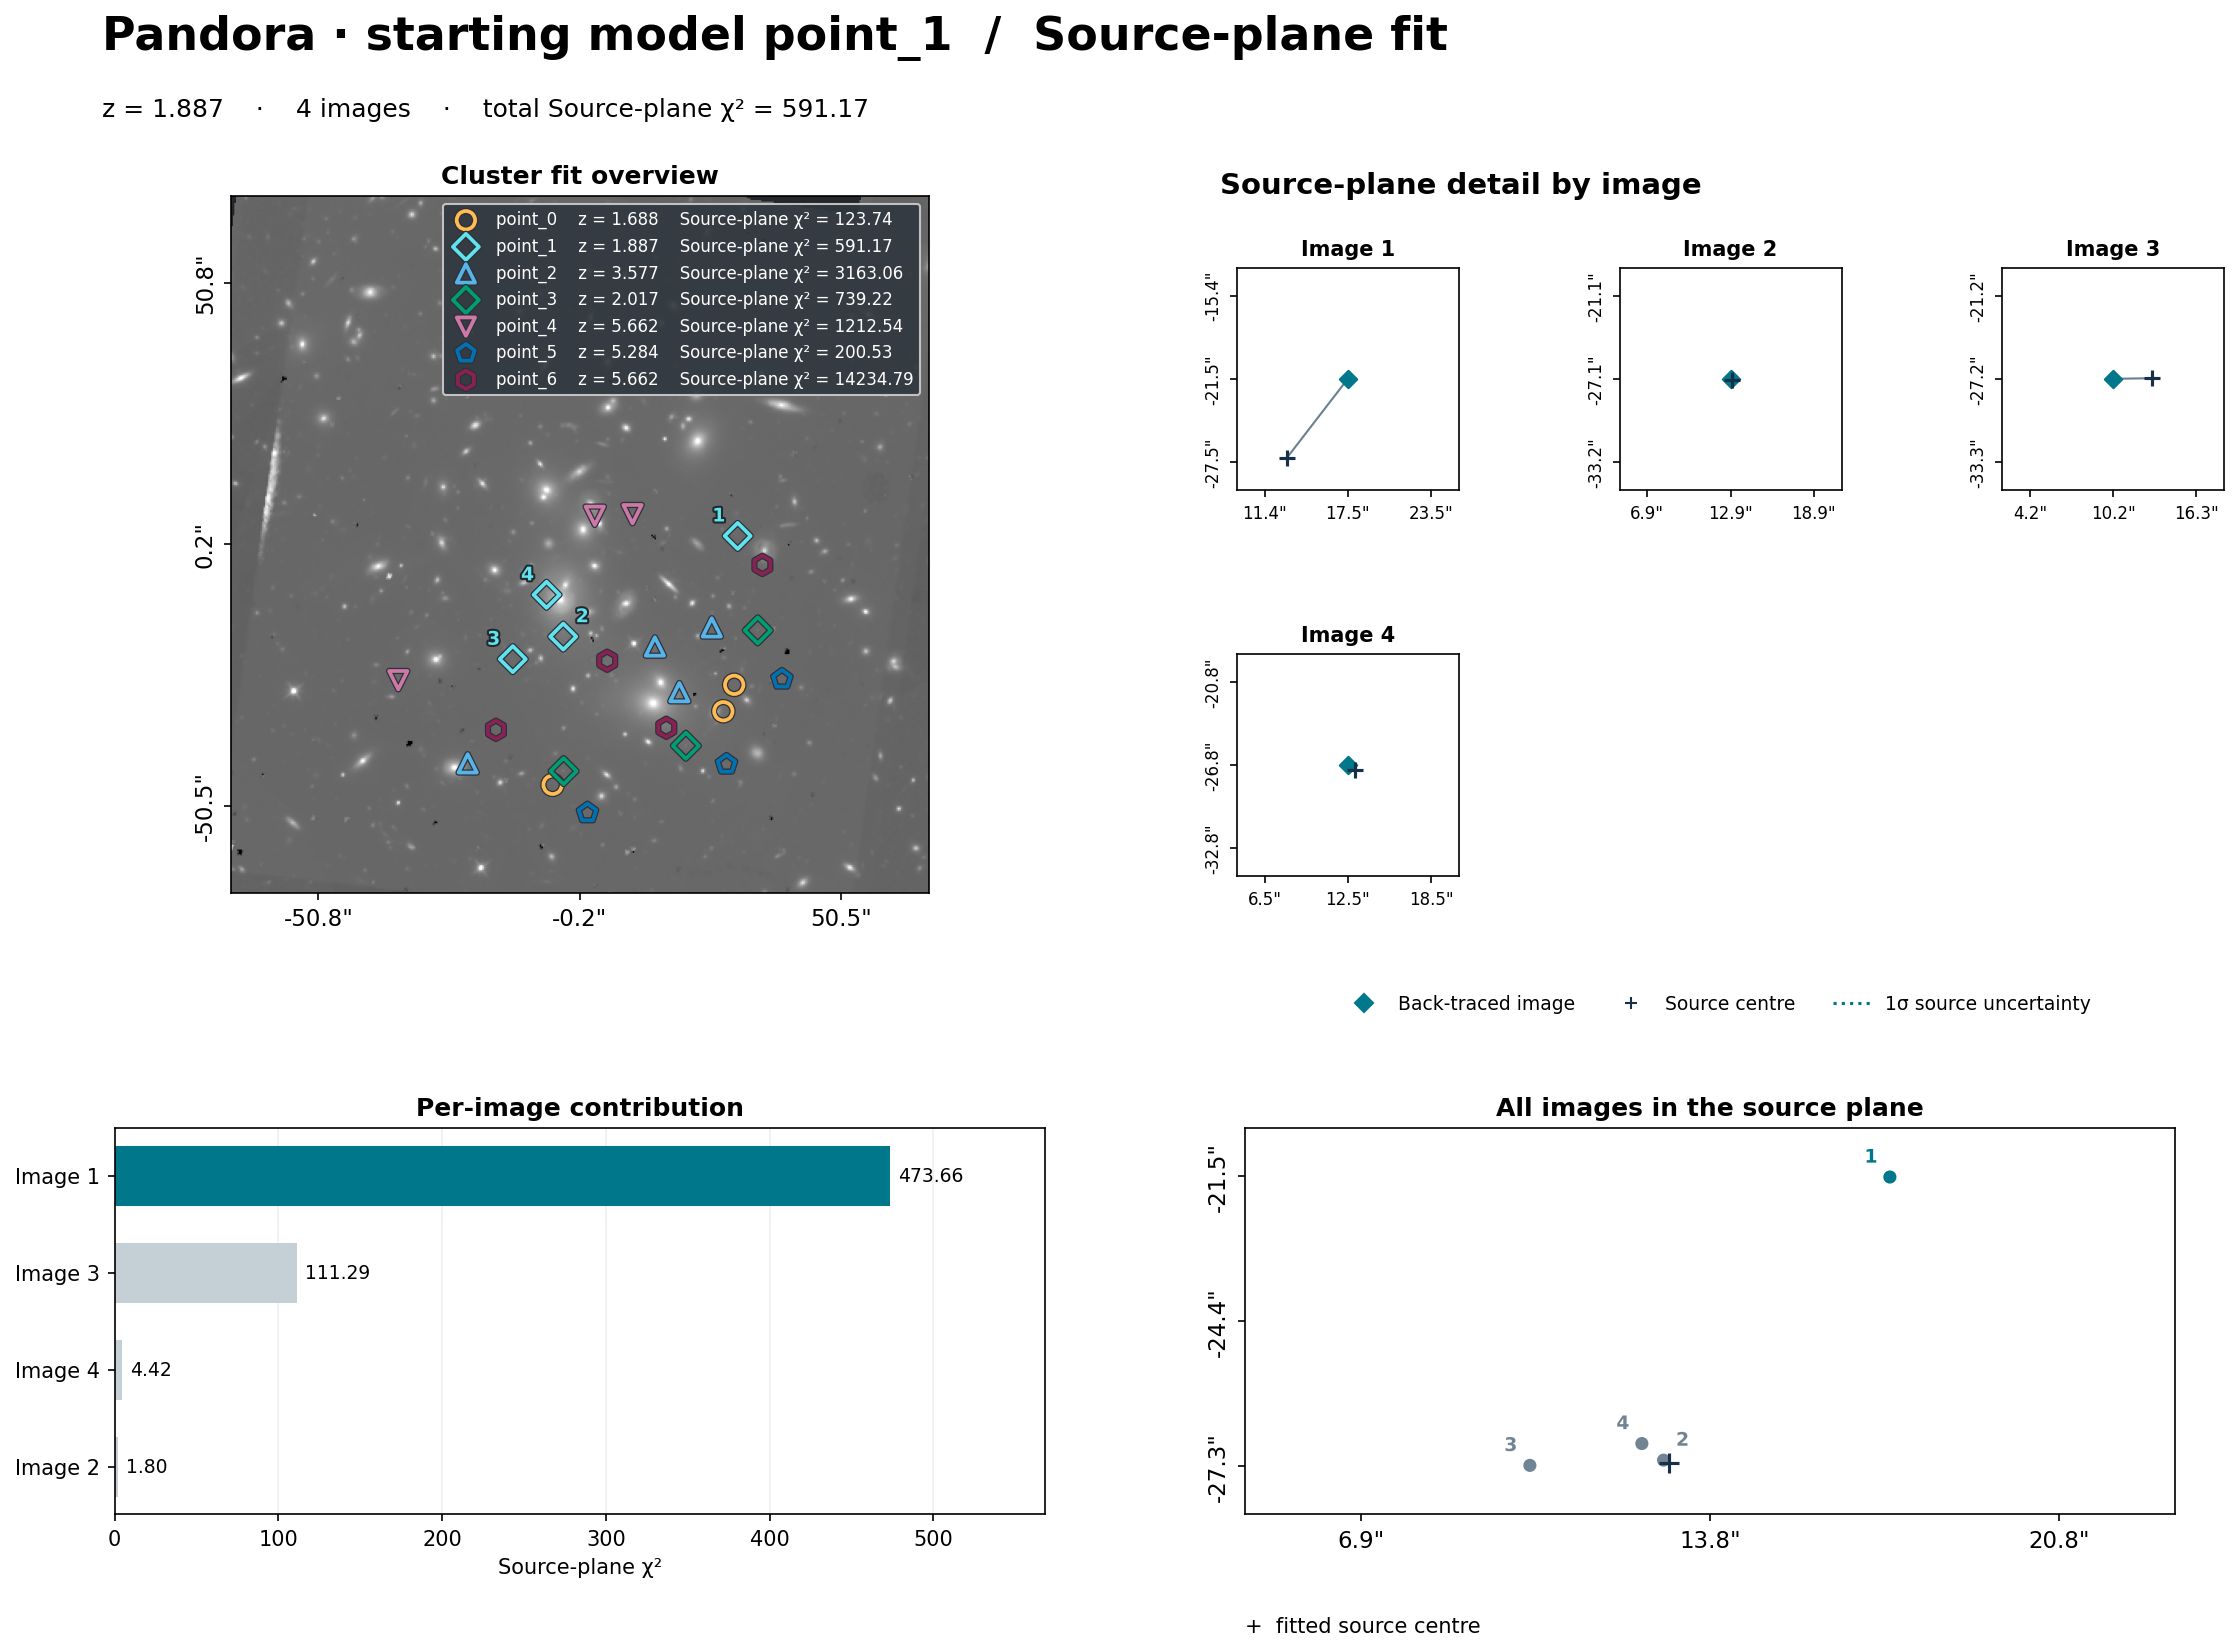 Pandora · starting model point_1 / Source-plane fit
z = 1.887 · 4 images · total Source-plane χ² = 591.17
Cluster fit overview
point_0 z = 1.688 Source-plane χ² = 123.74
point_1 z = 1.887 Source-plane χ² = 591.17
point_2 z = 3.577 Source-plane χ² = 3163.06
point_3 z = 2.017 Source-plane χ² = 739.22
point_4 z = 5.662 Source-plane χ² = 1212.54
point_5 z = 5.284 Source-plane χ² = 200.53
point_6 z = 5.662 Source-plane χ² = 14234.79
50.8"
0.2"
-50.5"
1
4
2
3
-50.8" -0.2" 50.5"
Source-plane detail by image
Image 1
-15.4"
-21.5"
-27.5"
11.4" 17.5" 23.5"
Image 2
-21.1"
-27.1"
-33.2"
6.9" 12.9" 18.9"
Image 3
-21.2"
-27.2"
-33.3"
4.2" 10.2" 16.3"
Image 4
-20.8"
-26.8"
-32.8"
6.5" 12.5" 18.5"
Back-traced image + Source centre 1σ source uncertainty
Per-image contribution
Image 1 473.66
Image 3 111.29
Image 4 4.42
Image 2 1.80
0 100 200 300 400 500
Source-plane χ²
All images in the source plane
-21.5"
-24.4"
-27.3"
1
4
2
3
6.9" 13.8" 20.8"
+ fitted source centre